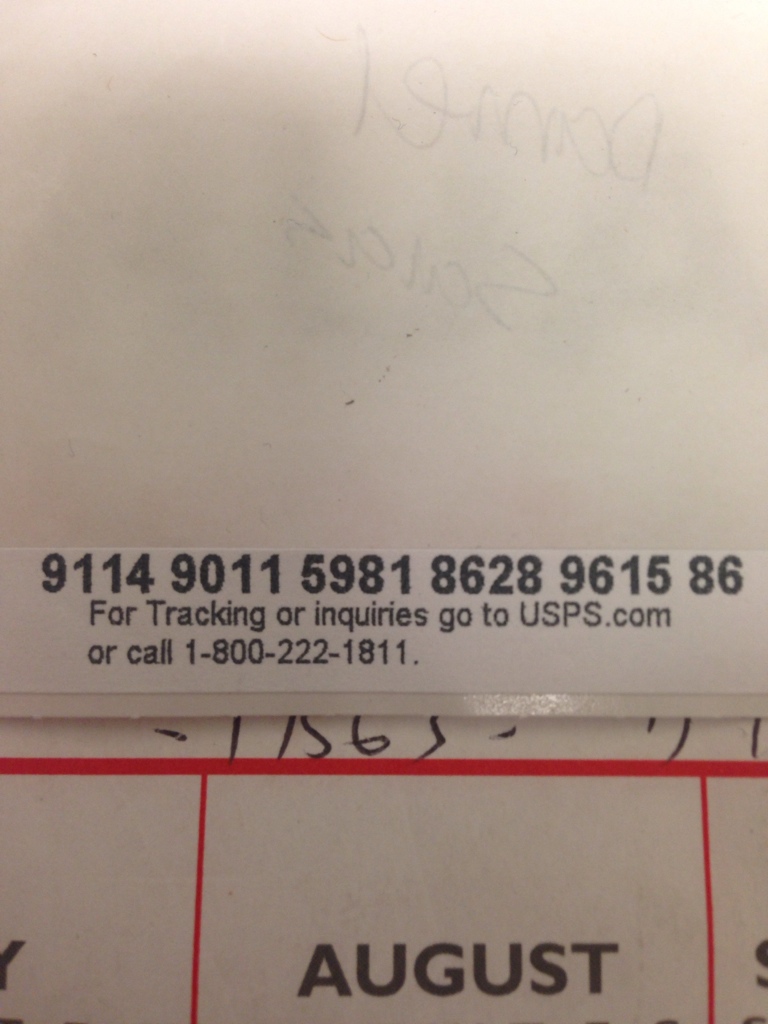 9114 9011 5981 8628 9615 86
For Tracking or inquiries go to USPS.com
or call 1-800-222-1811.
AUGUST